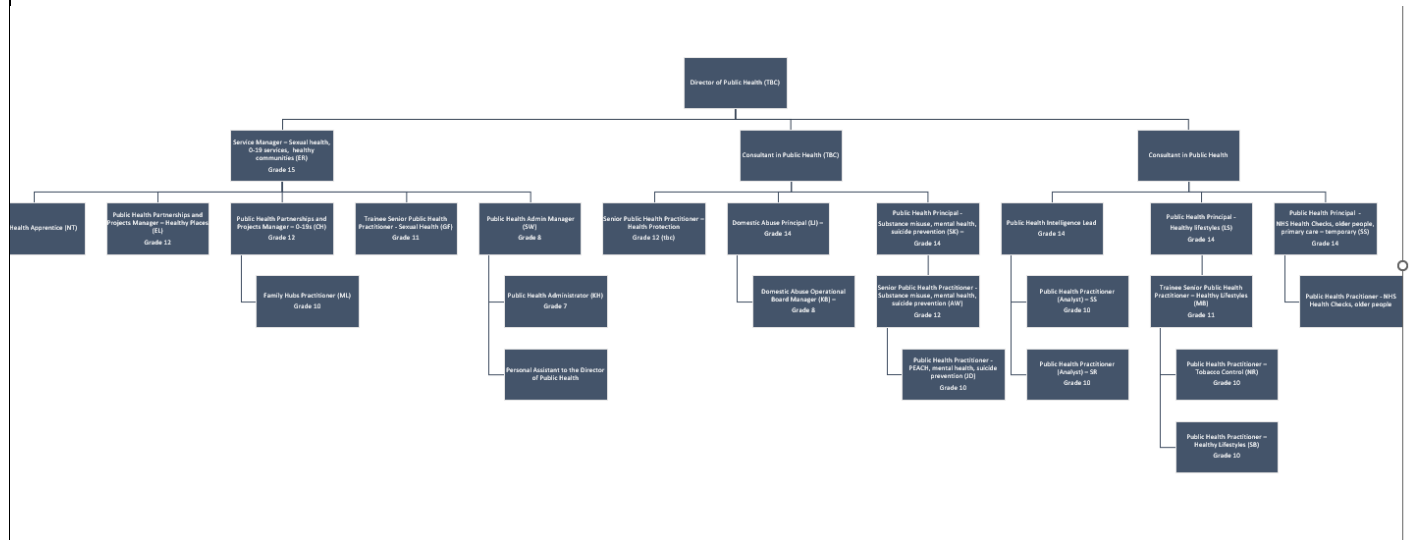 Director of Public Health (TBC)
Service Manager – Sexual health,
0-19 services, healthy
communities (ER)
Grade 15
Consultant in Public Health (TBC)
Consultant in Public Health
Health Apprentice (NT)
Public Health Partnerships and
Projects Manager – Healthy Places
(EL)
Grade 12
Public Health Partnerships and
Projects Manager – 0-19s (CH)
Grade 12
Trainee Senior Public Health
Practitioner - Sexual Health (GF)
Grade 11
Public Health Admin Manager
(SW)
Grade 8
Senior Public Health Practitioner –
Health Protection
Grade 12 (tbc)
Domestic Abuse Principal (LJ) –
Grade 14
Public Health Principal -
Substance misuse, mental health,
suicide prevention (SK) –
Grade 14
Public Health Intelligence Lead
Grade 14
Public Health Principal -
Healthy lifestyles (LS)
Grade 14
Public Health Principal -
NHS Health Checks, older people,
primary care – temporary (SS)
Grade 14
Family Hubs Practitioner (ML)
Grade 10
Public Health Administrator (KH)
Grade 7
Domestic Abuse Operational
Board Manager (KB) –
Grade 8
Senior Public Health Practitioner -
Substance misuse, mental health,
suicide prevention (AW)
Grade 12
Public Health Practitioner
(Analyst) – SS
Grade 10
Trainee Senior Public Health
Practitioner – Healthy Lifestyles
(MB)
Grade 11
Public Health Practitioner - NHS
Health Checks, older people
Personal Assistant to the Director
of Public Health
Public Health Practitioner -
PEACH, mental health, suicide
prevention (JD)
Grade 10
Public Health Practitioner
(Analyst) – SR
Grade 10
Public Health Practitioner –
Tobacco Control (NR)
Grade 10
Public Health Practitioner –
Healthy Lifestyles (SB)
Grade 10